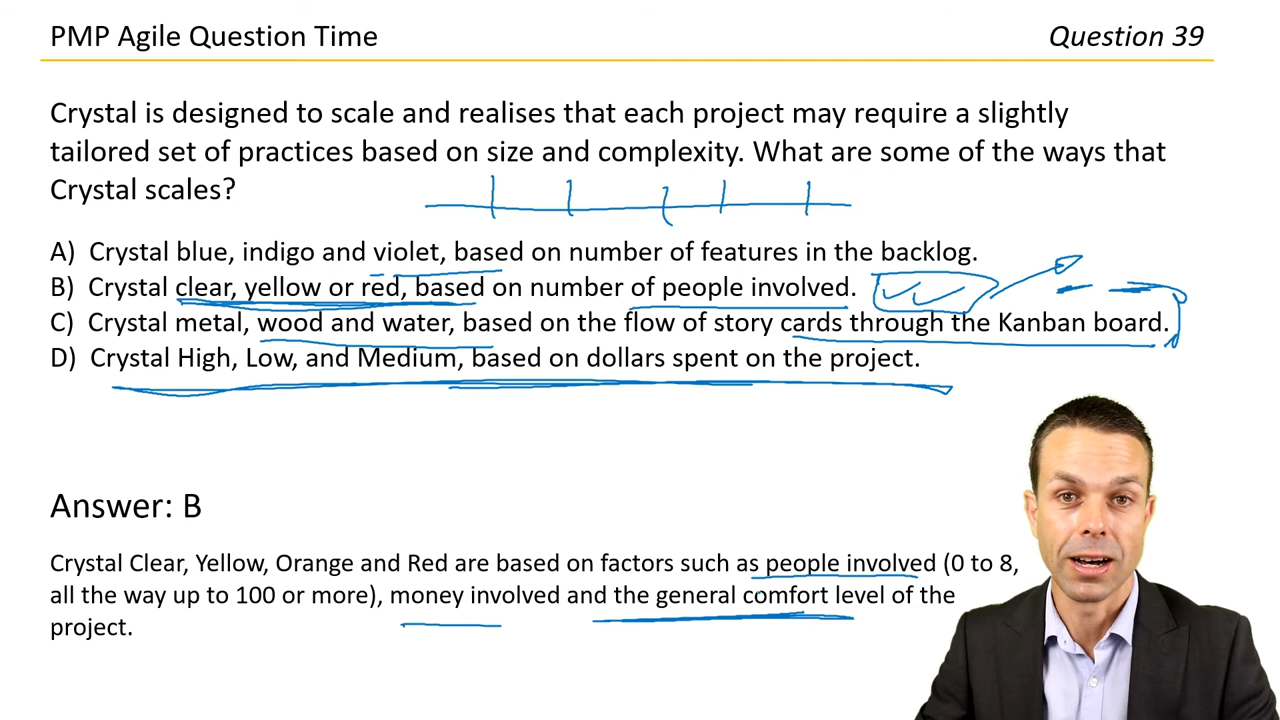 PMP Agile Question Time
Question 39
Crystal is designed to scale and realises that each project may require a slightly
tailored set of practices based on size and complexity. What are some of the ways that
Crystal scales?
A) Crystal blue, indigo and violet, based on number of features in the backlog.
B) Crystal clear, yellow or red, based on number of people involved.
C) Crystal metal, wood and water, based on the flow of story cards through the Kanban board.
D) Crystal High, Low, and Medium, based on dollars spent on the project.
Answer: B
Crystal Clear, Yellow, Orange and Red are based on factors such as people involved (0 to 8,
all the way up to 100 or more), money involved and the general comfort level of the
project.